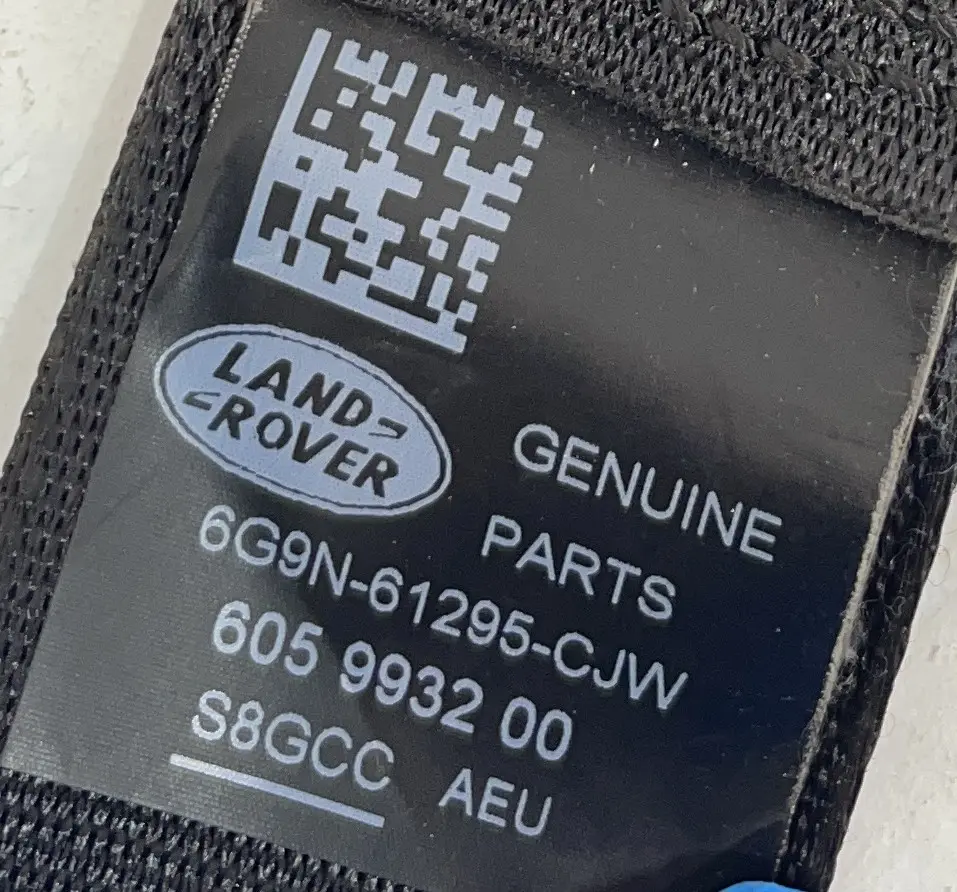 LAND
ROVER
GENUINE
PARTS
6G9N-61295-CJW
605 9932 00
S8GCC AEU